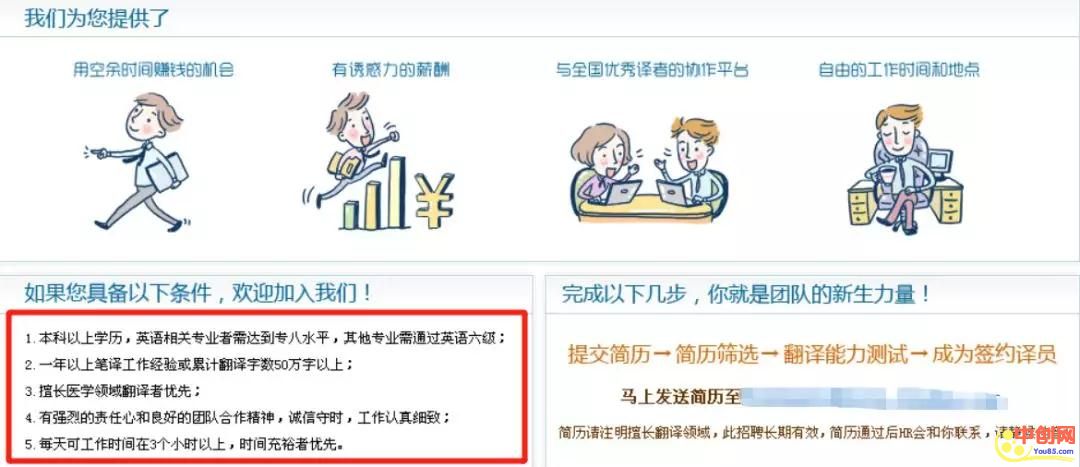 我们为您提供了
用空余时间赚钱的机会
有诱惑力的薪酬
与全国优秀译者的协作平台
自由的工作时间和地点
如果您具备以下条件，欢迎加入我们！
1. 本科以上学历，英语相关专业者需达到专八水平，其他专业需通过英语六级；
2. 一年以上笔译工作经验或累计翻译字数50万字以上；
3. 擅长医学领域翻译者优先；
4. 有强烈的责任心和良好的团队合作精神，诚信守时，工作认真细致；
5. 每天可工作时间在3个小时以上，时间充裕者优先。
完成以下几步，你就是团队的新生力量！
提交简历→简历筛选→翻译能力测试→成为签约译员
马上发送简历至
简历请注明擅长翻译领域，此招聘长期有效，简历通过后HR会和你联系，
中创网
You85.com